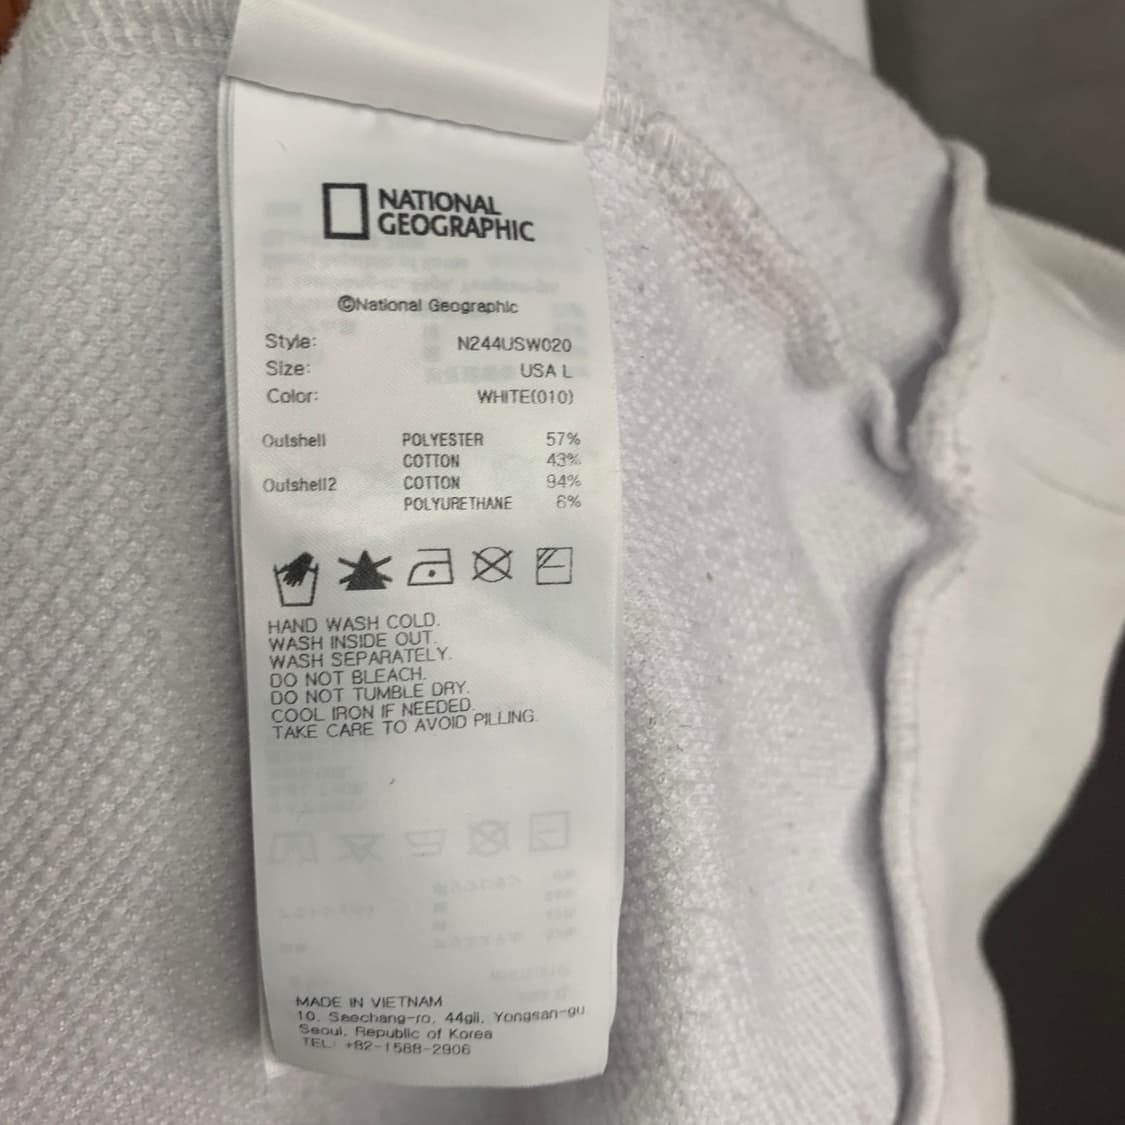 NATIONAL
GEOGRAPHIC
©National Geographic
Style: N244USW020
Size: USA L
Color: WHITE(010)
Outshell POLYESTER 57%
COTTON 43%
Outshell2 COTTON 94%
POLYURETHANE 6%
HAND WASH COLD.
WASH INSIDE OUT.
WASH SEPARATELY.
DO NOT BLEACH.
DO NOT TUMBLE DRY.
COOL IRON IF NEEDED.
TAKE CARE TO AVOID PILLING.
MADE IN VIETNAM
10, Saechang-ro, 44gil, Yongsan-gu
Seoul, Republic of Korea
TEL: +82-1588-2906